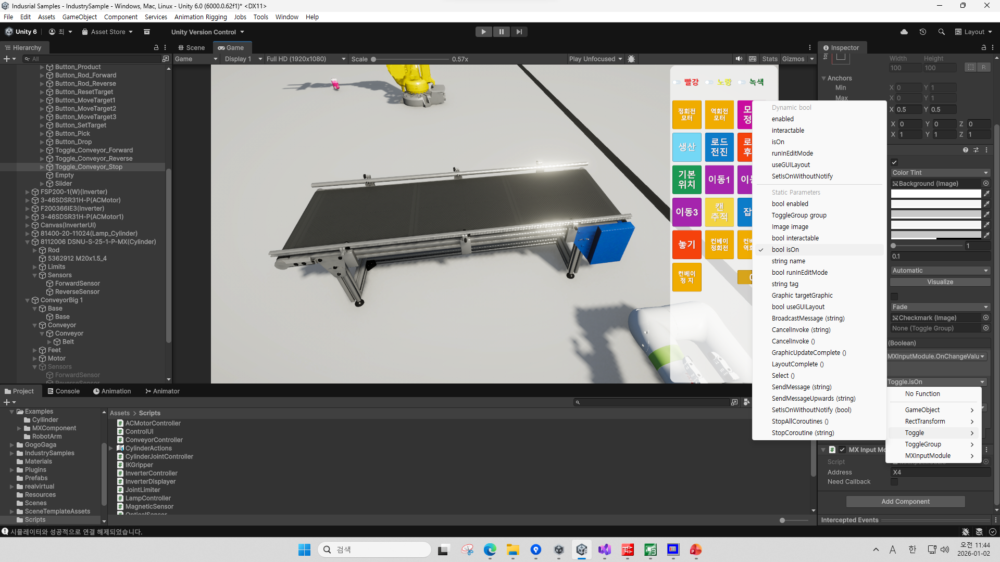 Indusrial Samples - IndustrySample - Windows, Mac, Linux - Unity 6.0 (6000.0.62f1)* <DX11>
File Edit Assets GameObject Component Services Animation Rigging Jobs Tools Window Help
Unity 6 최 Asset Store Unity Version Control Layout
Hierarchy Scene Game Inspector
All Game Display 1 Full HD (1920x1080) Scale 0.57x Play Unfocused Stats Gizmos
Button_Product
Button_Rod_Forward
Button_Rod_Reverse
Button_ResetTarget
Button_MoveTarget1
Button_MoveTarget2
Button_MoveTarget3
Button_SetTarget
Button_Pick
Button_Drop
Toggle_Conveyor_Forward
Toggle_Conveyor_Reverse
Toggle_Conveyor_Stop
Empty
Slider
FSP200-1(W)(Inverter)
3-46SDSR31H-P(ACMotor)
F200366IE3(Inverter)
3-46SDSR31H-P(ACMotor1)
Canvas(InverterUI)
81400-20-11024(Lamp_Cylinder)
8112006 DSNU-S-25-1-P-MX(Cylinder)
Rod
5362912 M20x1.5_4
Limits
Sensors
ForwardSensor
ReverseSensor
ConveyorBig 1
Base
Base
Conveyor
Conveyor
Belt
Feet
Motor
Sensors
ForwardSensor
ReverseSensor
빨강 노랑 녹색
정회전
모터
역회전
모터
모
정
생산
로드
전진
로
후
기본
위치
이동1
이동
이동3
캔
추적
잡
놓기
컨베이
정회전
컨베
역회
컨베이
정 지
Dynamic bool
enabled
interactable
isOn
runInEditMode
useGUILayout
SetIsOnWithoutNotify
Static Parameters
bool enabled
ToggleGroup group
Image image
bool interactable
bool isOn
string name
bool runInEditMode
string tag
Graphic targetGraphic
bool useGUILayout
BroadcastMessage (string)
CancelInvoke (string)
CancelInvoke ()
GraphicUpdateComplete ()
LayoutComplete ()
Select ()
SendMessage (string)
SendMessageUpwards (string)
SetIsOnWithoutNotify (bool)
StopAllCoroutines ()
StopCoroutine (string)
Width Height
100 100 R
Anchors
Min X 0 Y 1
Max X 0 Y 1
X 0.5 Y 0.5
X 0 Y 0 Z 0
X 1 Y 1 Z 1
Color Tint
Background (Image)
1
0.1
Automatic
Visualize
Fade
Checkmark (Image)
None (Toggle Group)
(Boolean)
MXInputModule.OnChangeValu
Toggle.isOn
No Function
GameObject
RectTransform
Toggle
ToggleGroup
MXInputModule
MX Input Mo
Script
Address X4
Need Callback
Add Component
Intercepted Events
Project Console Animation Animator
Examples
Cyllinder
MXComponent
RobotArm
GogoGaga
IndustrySamples
Materials
Plugins
Prefabs
realvirtual
Resources
Scenes
SceneTemplateAssets
Scripts
Assets > Scripts
ACMotorController
ControlUI
ConveyorController
CylinderActions
CylinderJointController
IKGripper
InverterController
InverterDisplayer
JointLimiter
LampController
MagneticSensor
OpticalSensor
시뮬레이터와 성공적으로 연결 해제되었습니다.
검색
A 한
오전 11:44
2026-01-02